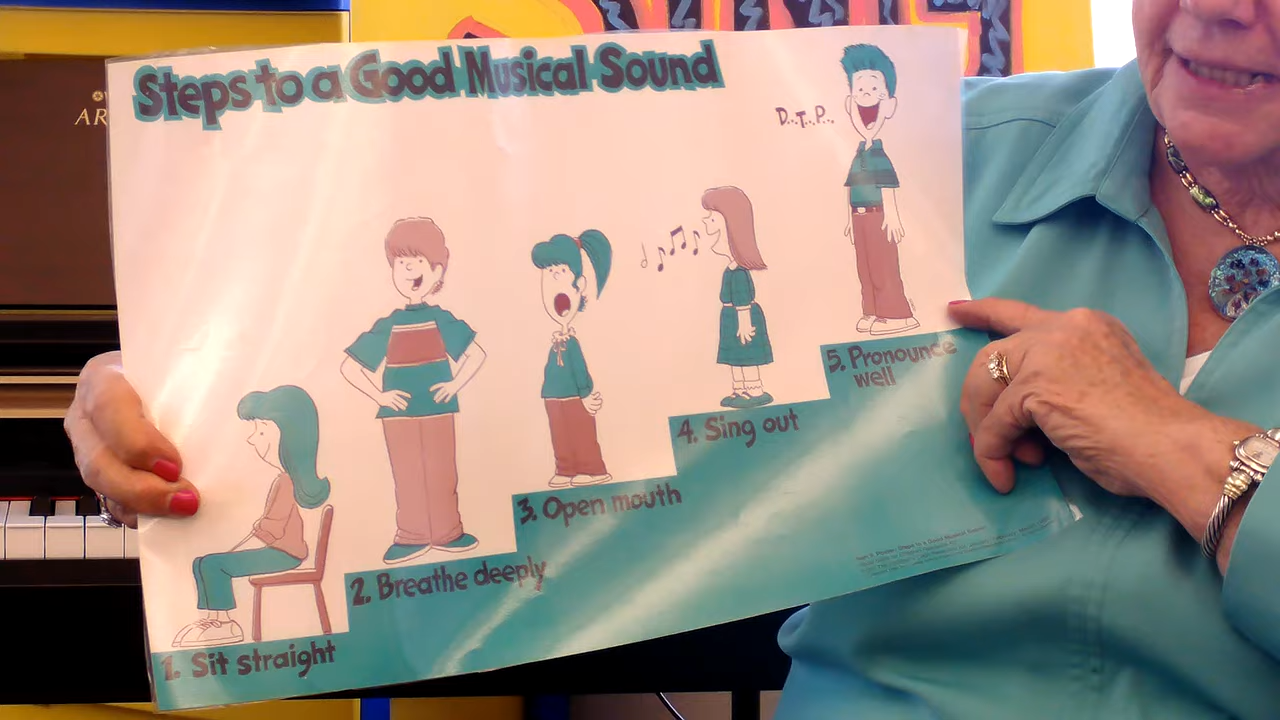 Steps to a Good Musical Sound
D..T..P..
AR
1. Sit straight
2. Breathe deeply
3. Open mouth
4. Sing out
5. Pronounce
well